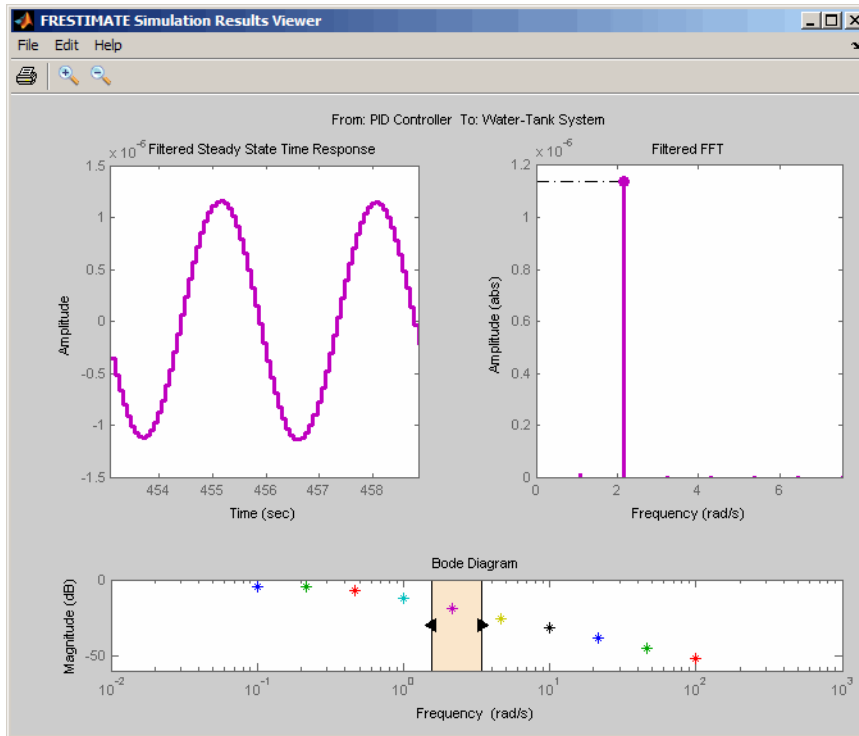 FRESTIMATE Simulation Results Viewer
File Edit Help
From: PID Controller To: Water-Tank System
x 10^-6 Filtered Steady State Time Response
1.5
1
0.5
0
-0.5
-1
-1.5
Amplitude
454 455 456 457 458
Time (sec)
x 10^-6 Filtered FFT
1.2
1
0.8
0.6
0.4
0.2
0
Amplitude (abs)
0 2 4 6
Frequency (rad/s)
Bode Diagram
0
-50
Magnitude (dB)
10^-2 10^-1 10^0 10^1 10^2 10^3
Frequency (rad/s)